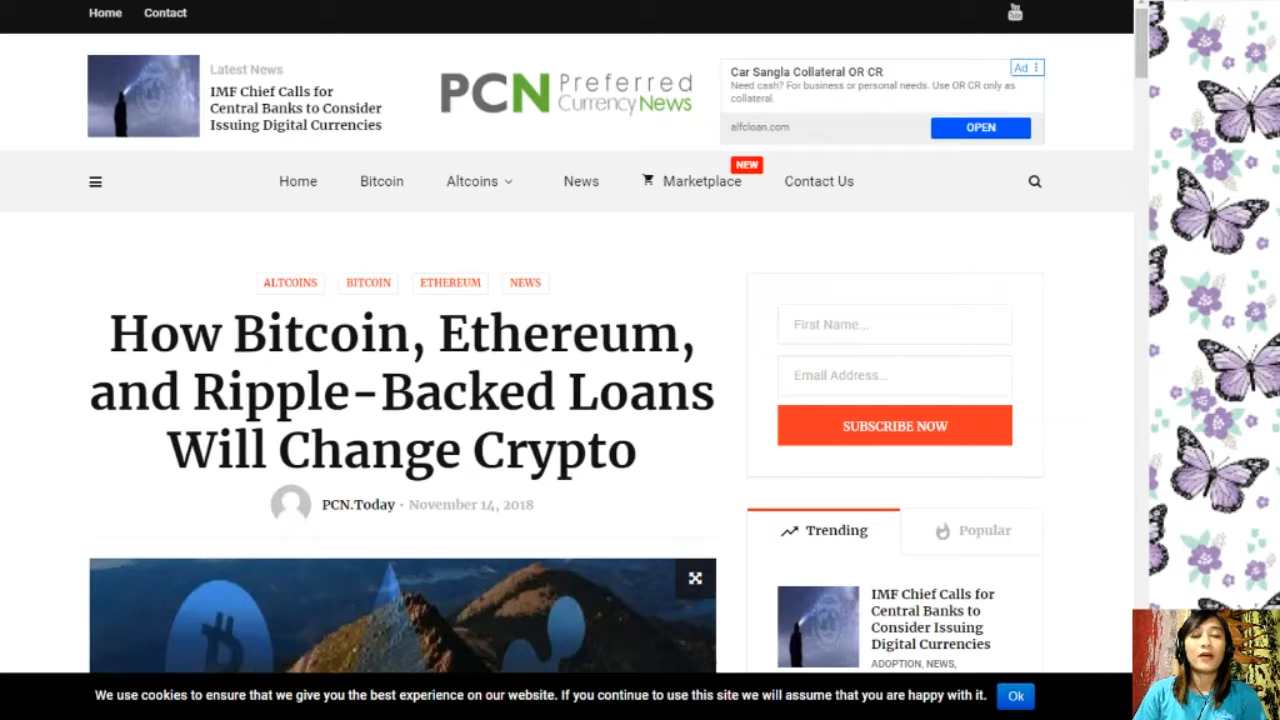 Home Contact
You Tube
Latest News
IMF Chief Calls for
Central Banks to Consider
Issuing Digital Currencies
PCN Preferred
Currency News
Car Sangla Collateral OR CR
Need cash? For business or personal needs. Use OR CR only as
collateral.
Ad
aifcloan.com
OPEN
Home Bitcoin Altcoins News Marketplace Contact Us
NEW
ALTCOINS BITCOIN ETHEREUM NEWS
How Bitcoin, Ethereum,
and Ripple-Backed Loans
Will Change Crypto
PCN.Today · November 14, 2018
First Name...
Email Address...
SUBSCRIBE NOW
Trending Popular
IMF Chief Calls for
Central Banks to
Consider Issuing
Digital Currencies
ADOPTION, NEWS,
We use cookies to ensure that we give you the best experience on our website. If you continue to use this site we will assume that you are happy with it. Ok